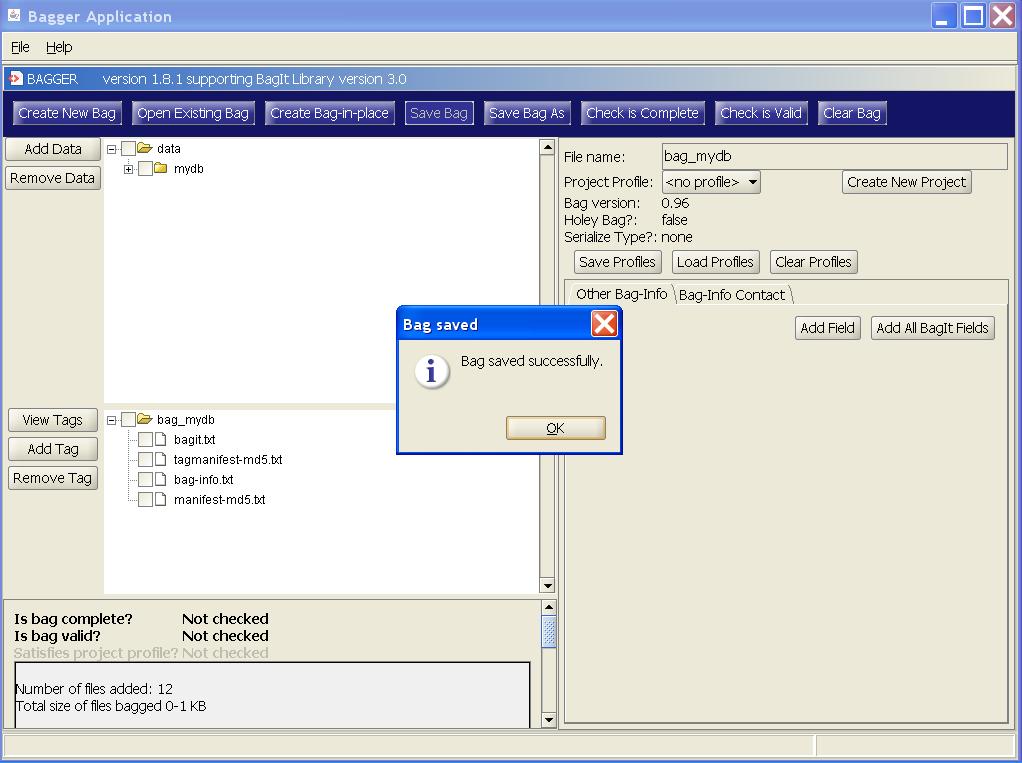 Bagger Application
File Help
BAGGER version 1.8.1 supporting BagIt Library version 3.0
Create New Bag Open Existing Bag Create Bag-in-place Save Bag Save Bag As Check is Complete Check is Valid Clear Bag
Add Data
Remove Data
data
mydb
File name: bag_mydb
Project Profile: <no profile> Create New Project
Bag version: 0.96
Holey Bag?: false
Serialize Type?: none
Save Profiles Load Profiles Clear Profiles
Other Bag-Info Bag-Info Contact
Add Field Add All BagIt Fields
Bag saved
Bag saved successfully.
OK
View Tags
Add Tag
Remove Tag
bag_mydb
bagit.txt
tagmanifest-md5.txt
bag-info.txt
manifest-md5.txt
Is bag complete? Not checked
Is bag valid? Not checked
Satisfies project profile? Not checked
Number of files added: 12
Total size of files bagged 0-1 KB